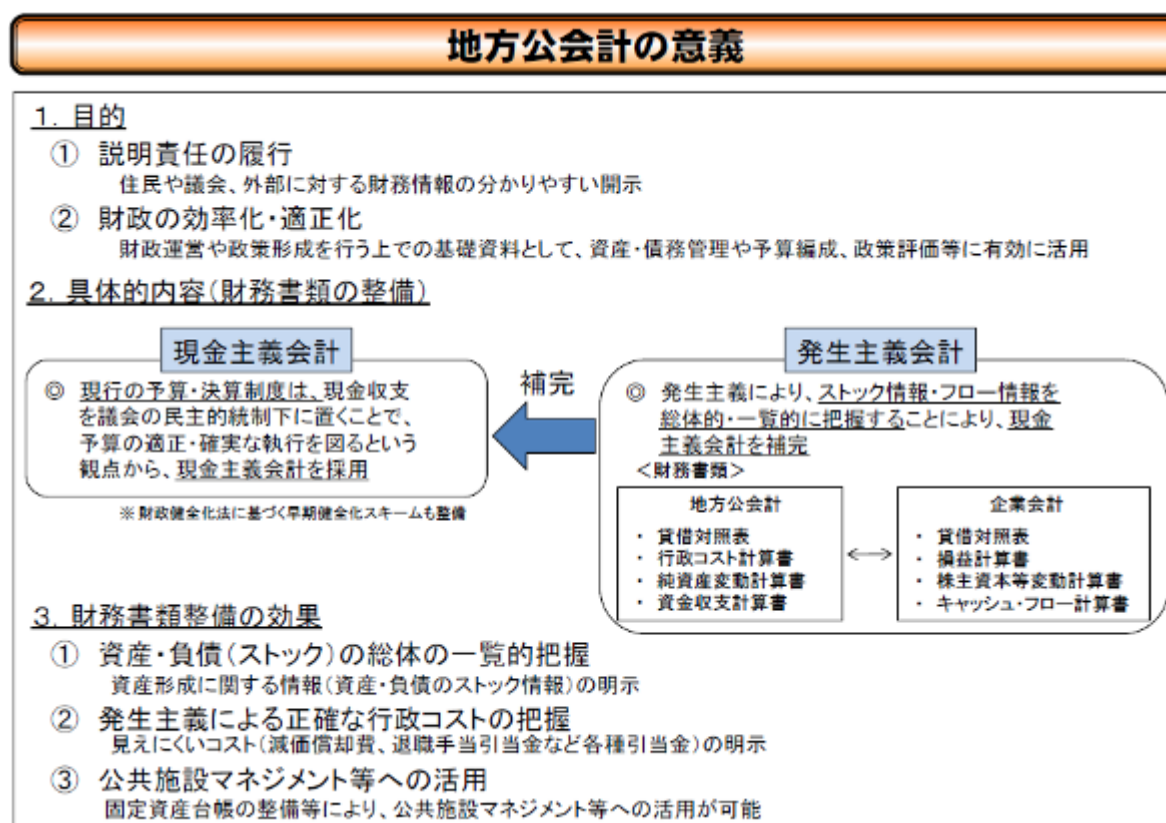 地方公会計の意義
1．目的
① 説明責任の履行
住民や議会、外部に対する財務情報の分かりやすい開示
② 財政の効率化・適正化
財政運営や政策形成を行う上での基礎資料として、資産・債務管理や予算編成、政策評価等に有効に活用
2．具体的内容（財務書類の整備）
現金主義会計
◎ 現行の予算・決算制度は、現金収支
を議会の民主的統制下に置くことで、
予算の適正・確実な執行を図るという
観点から、現金主義会計を採用
※財政健全化法に基づく早期健全化スキームも整備
補完
発生主義会計
◎ 発生主義により、ストック情報・フロー情報を
総体的・一覧的に把握することにより、現金
主義会計を補完
＜財務書類＞
地方公会計
・ 貸借対照表
・ 行政コスト計算書
・ 純資産変動計算書
・ 資金収支計算書
企業会計
・ 貸借対照表
・ 損益計算書
・ 株主資本等変動計算書
・ キャッシュ・フロー計算書
3．財務書類整備の効果
① 資産・負債（ストック）の総体の一覧的把握
資産形成に関する情報（資産・負債のストック情報）の明示
② 発生主義による正確な行政コストの把握
見えにくいコスト（減価償却費、退職手当引当金など各種引当金）の明示
③ 公共施設マネジメント等への活用
固定資産台帳の整備等により、公共施設マネジメント等への活用が可能